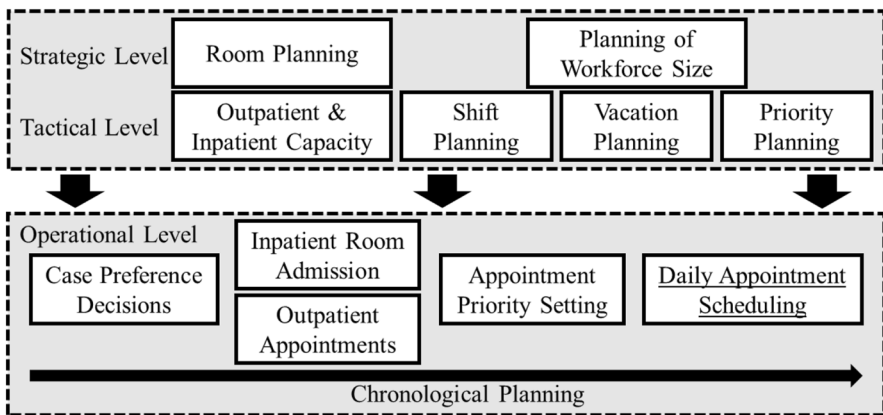 Strategic Level
Room Planning
Planning of
Workforce Size
Tactical Level
Outpatient &
Inpatient Capacity
Shift
Planning
Vacation
Planning
Priority
Planning
Operational Level
Case Preference
Decisions
Inpatient Room
Admission
Outpatient
Appointments
Appointment
Priority Setting
Daily Appointment
Scheduling
Chronological Planning